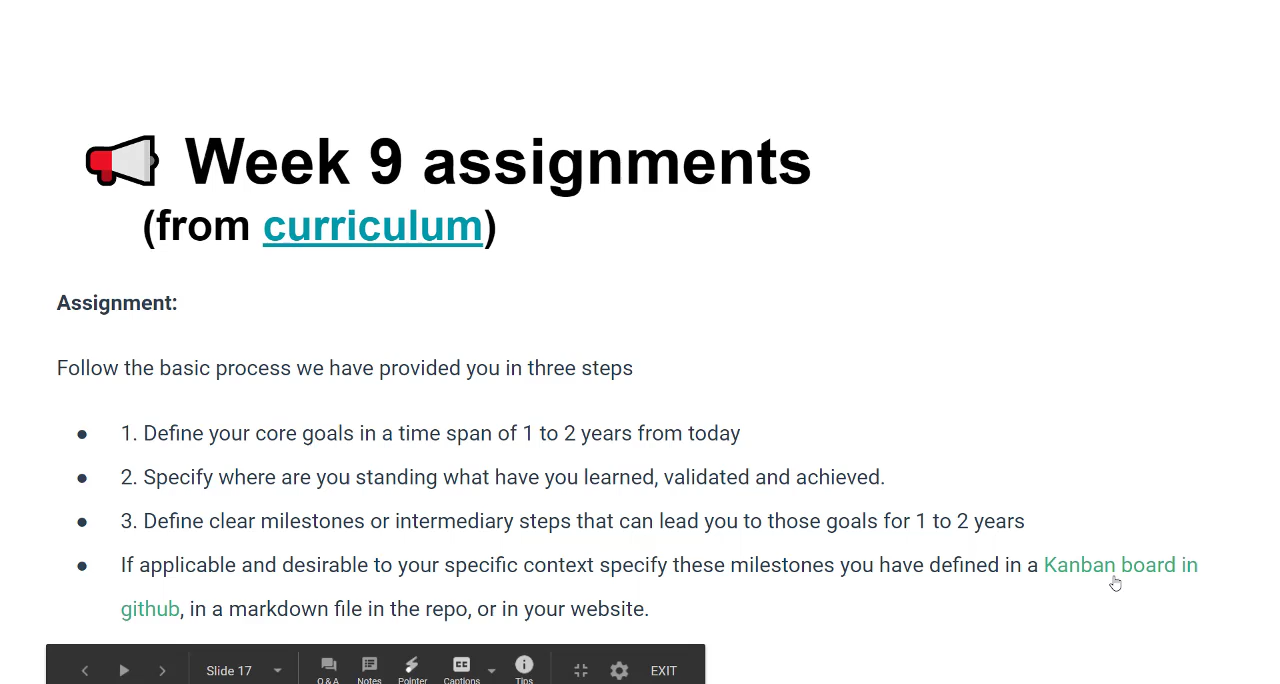 Week 9 assignments
(from curriculum)
Assignment:
Follow the basic process we have provided you in three steps
● 1. Define your core goals in a time span of 1 to 2 years from today
● 2. Specify where are you standing what have you learned, validated and achieved.
● 3. Define clear milestones or intermediary steps that can lead you to those goals for 1 to 2 years
● If applicable and desirable to your specific context specify these milestones you have defined in a Kanban board in
github, in a markdown file in the repo, or in your website.
Slide 17 Q&A Notes Pointer CC Captions Tips EXIT